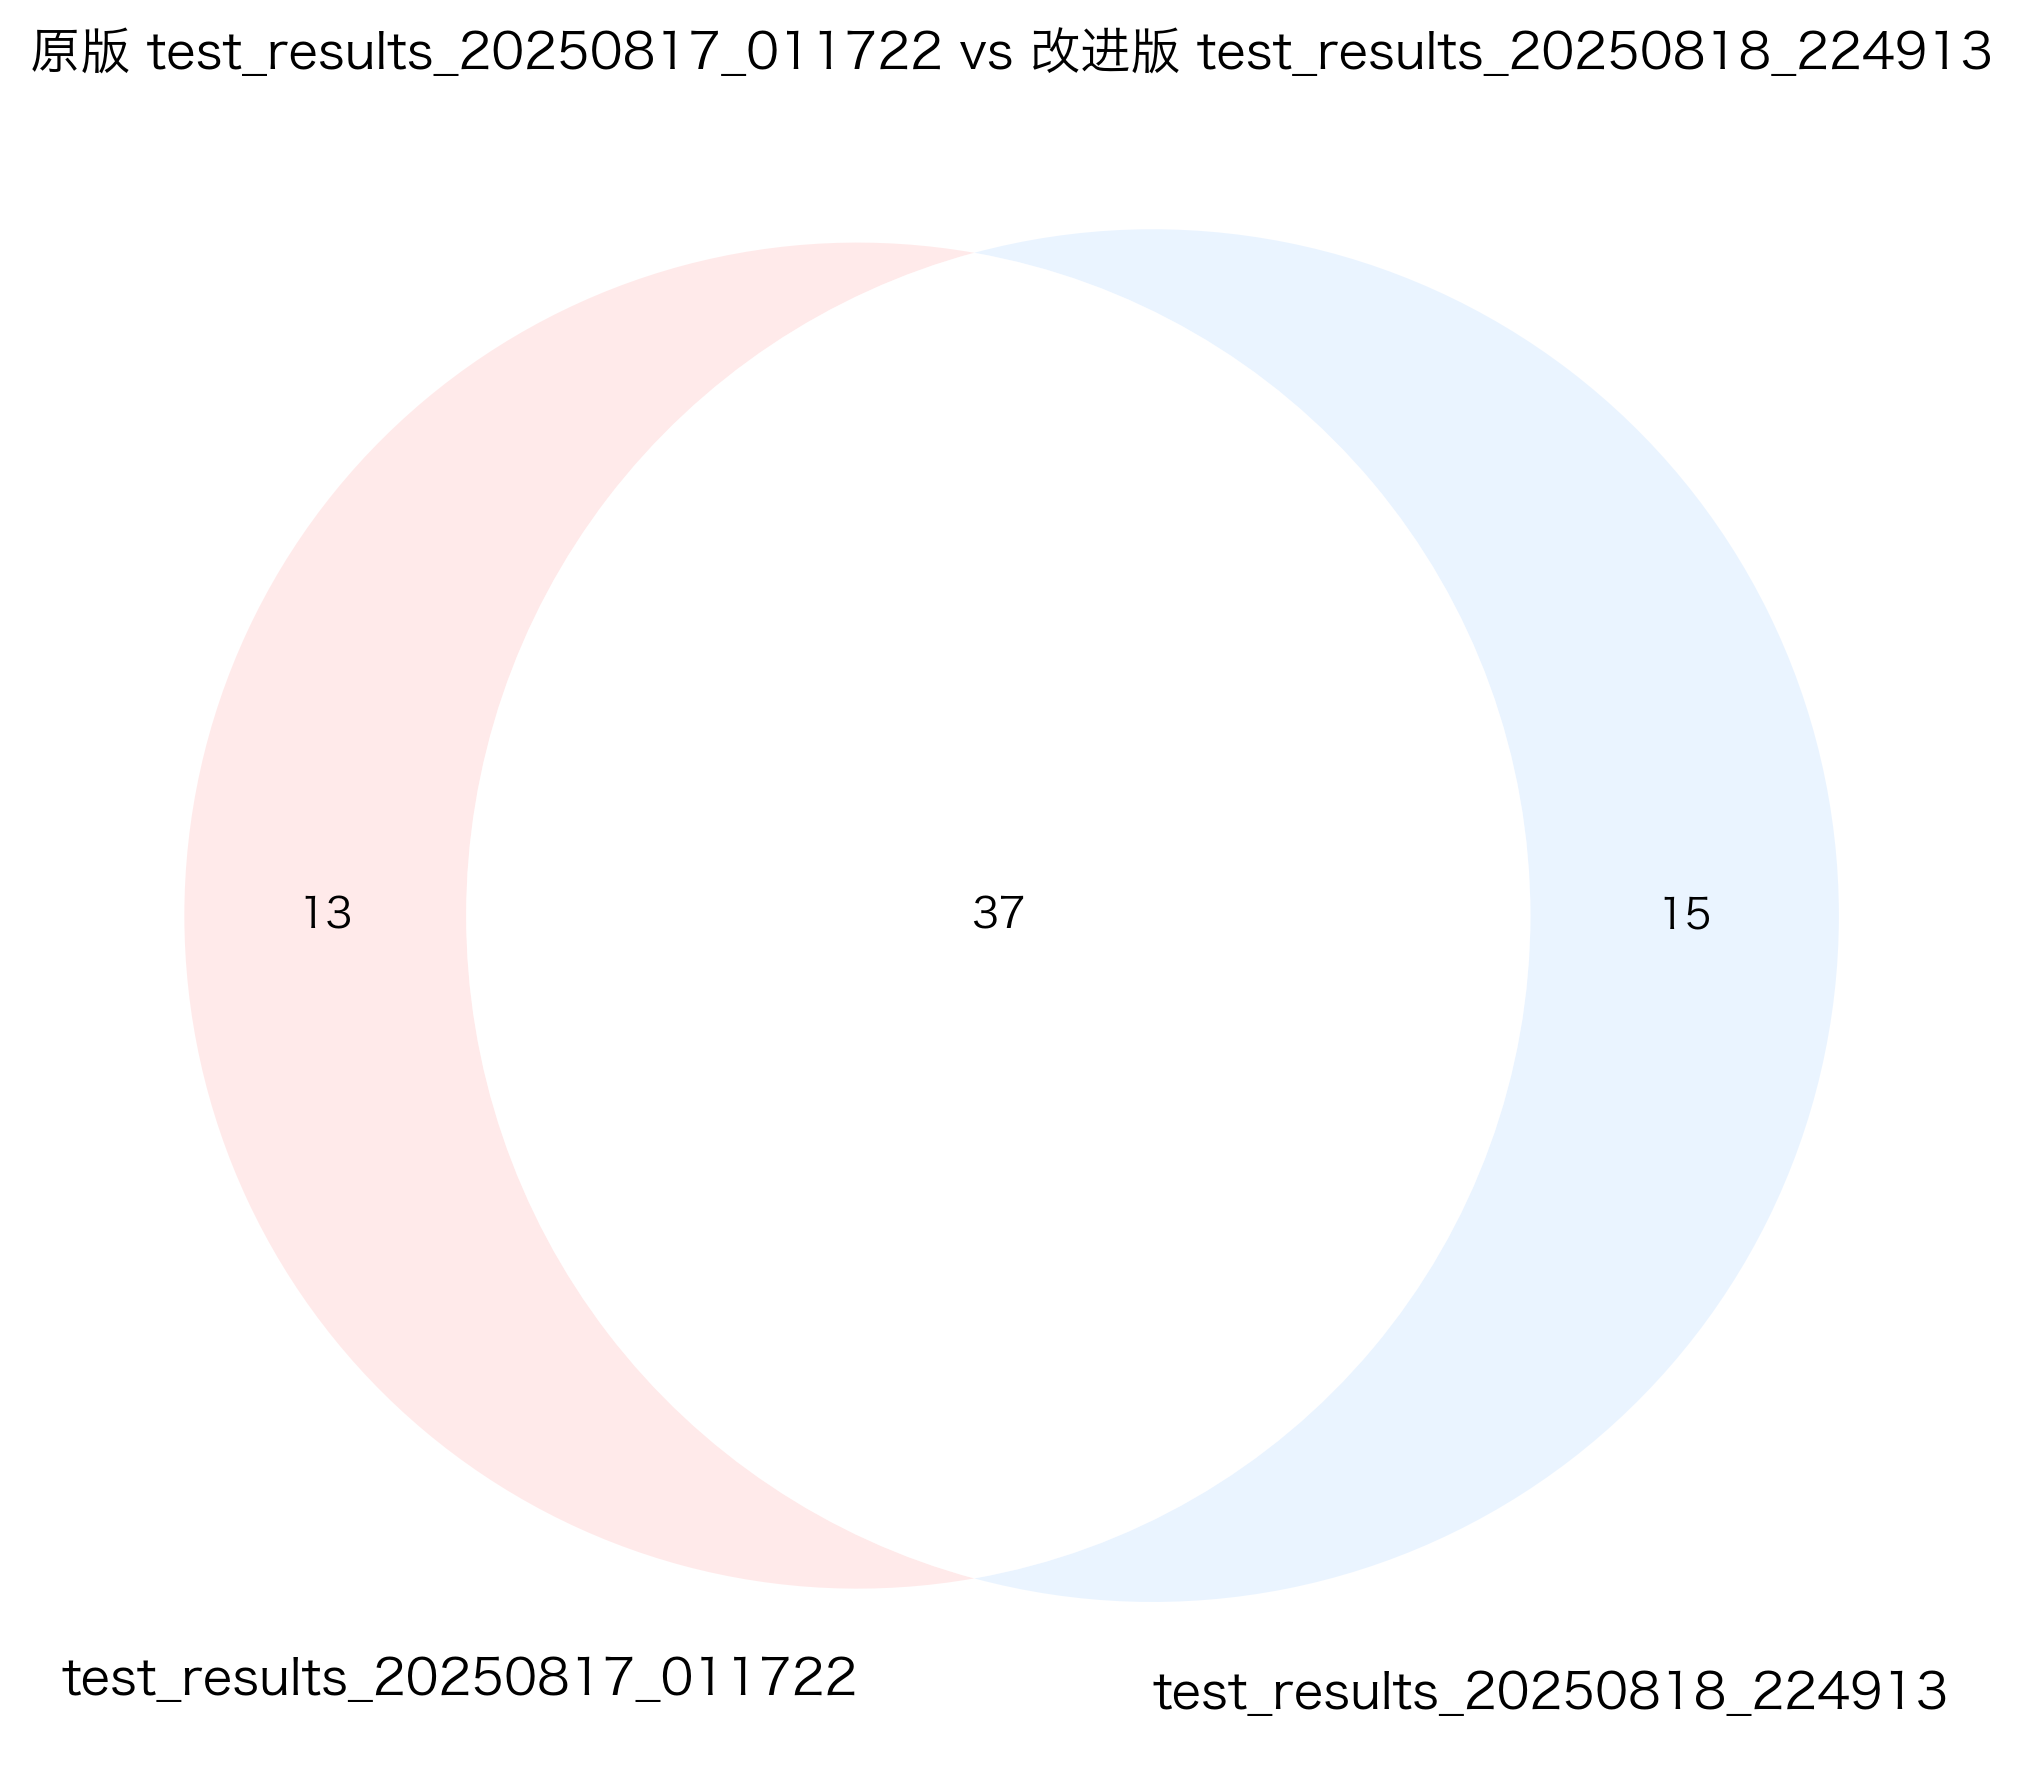 原版 test_results_20250817_011722 vs 改进版 test_results_20250818_224913
13
37
15
test_results_20250817_011722
test_results_20250818_224913